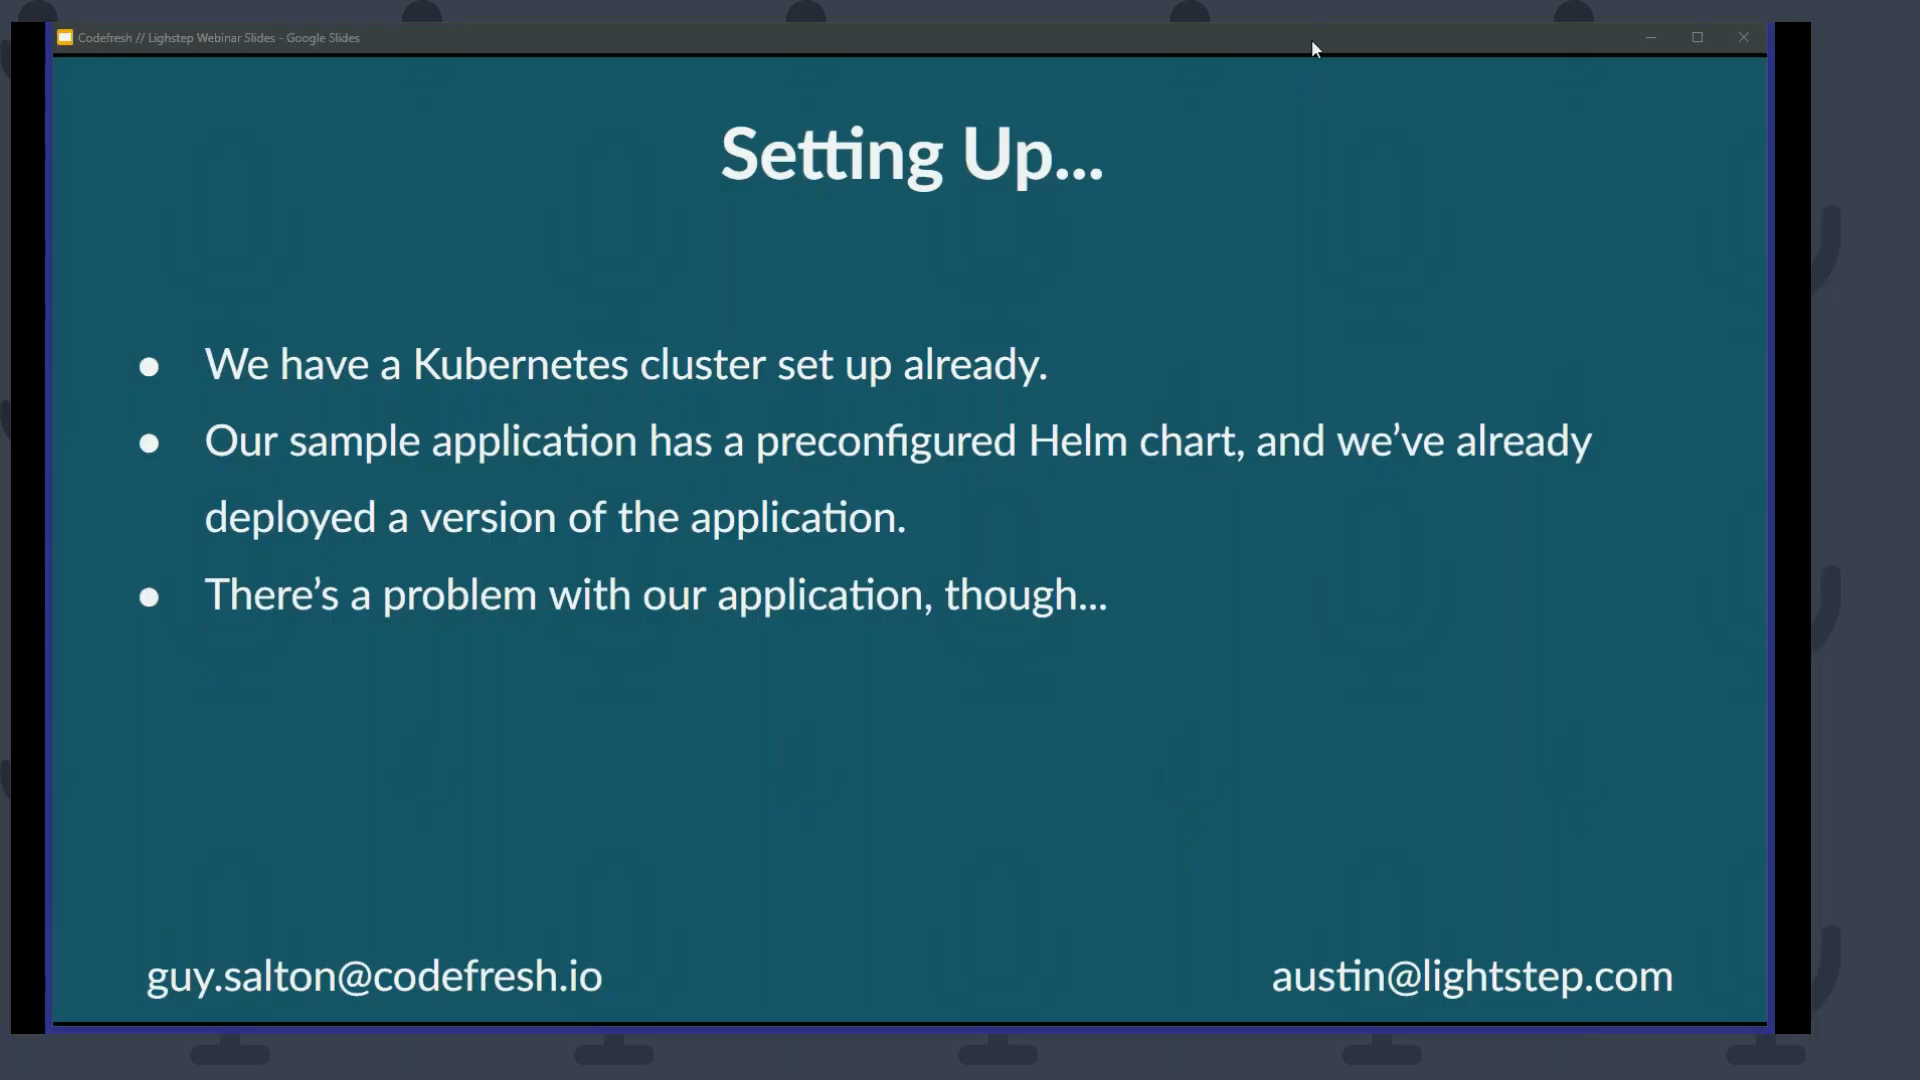 Codefresh // Lighstep Webinar Slides - Google Slides
Setting Up...
● We have a Kubernetes cluster set up already.
● Our sample application has a preconfigured Helm chart, and we’ve already
deployed a version of the application.
● There’s a problem with our application, though...
guy.salton@codefresh.io
austin@lightstep.com